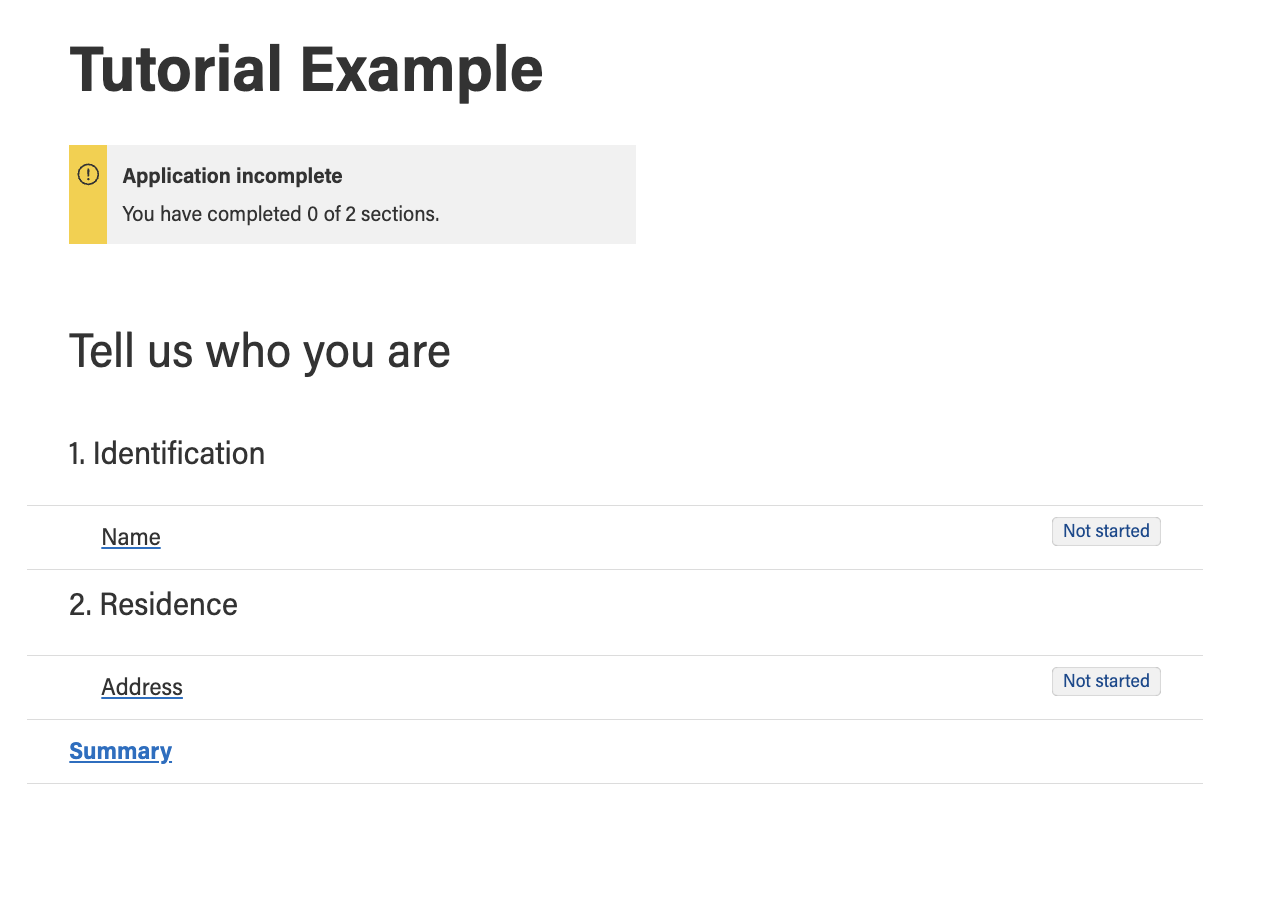 Tutorial Example
Application incomplete
You have completed 0 of 2 sections.
Tell us who you are
1. Identification
Name
Not started
2. Residence
Address
Not started
Summary